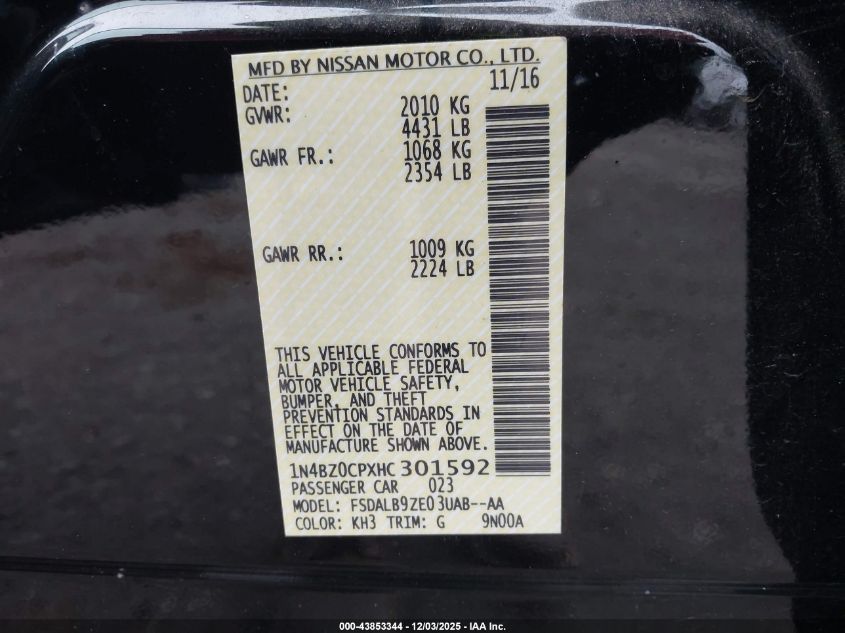 MFD BY NISSAN MOTOR CO., LTD.
DATE: 11/16
GVWR: 2010 KG
4431 LB
GAWR FR.: 1068 KG
2354 LB
GAWR RR.: 1009 KG
2224 LB
THIS VEHICLE CONFORMS TO
ALL APPLICABLE FEDERAL
MOTOR VEHICLE SAFETY,
BUMPER, AND THEFT
PREVENTION STANDARDS IN
EFFECT ON THE DATE OF
MANUFACTURE SHOWN ABOVE.
1N4BZ0CPXHC301592
PASSENGER CAR 023
MODEL: FSDALB9ZE03UAB--AA
COLOR: KH3 TRIM: G 9N00A
000-43853344 - 12/03/2025 - IAA Inc.